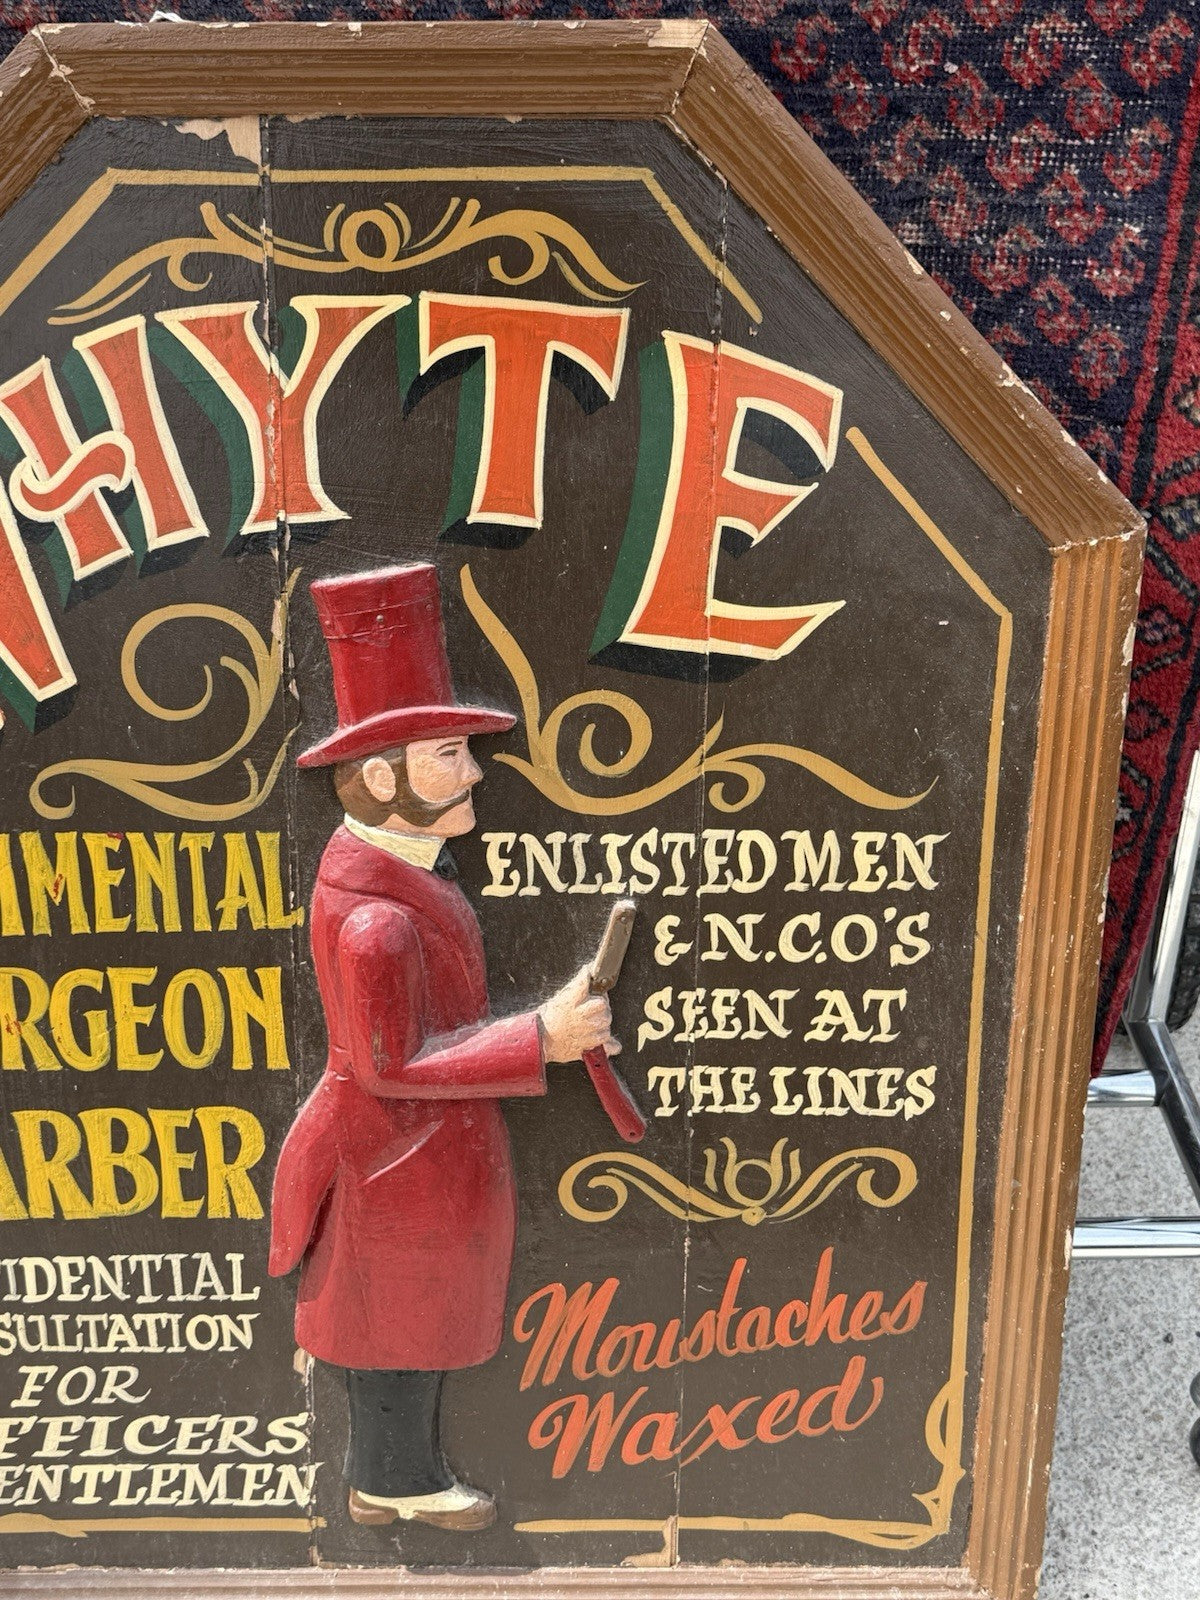 HYTE
IMENTAL
RGEON
ARBER
IDENTIAL
SULTATION
FOR
FFICERS
ENTLEMEN
ENLISTED MEN
& N.C.O'S
SEEN AT
THE LINES
Moustaches
Waxed